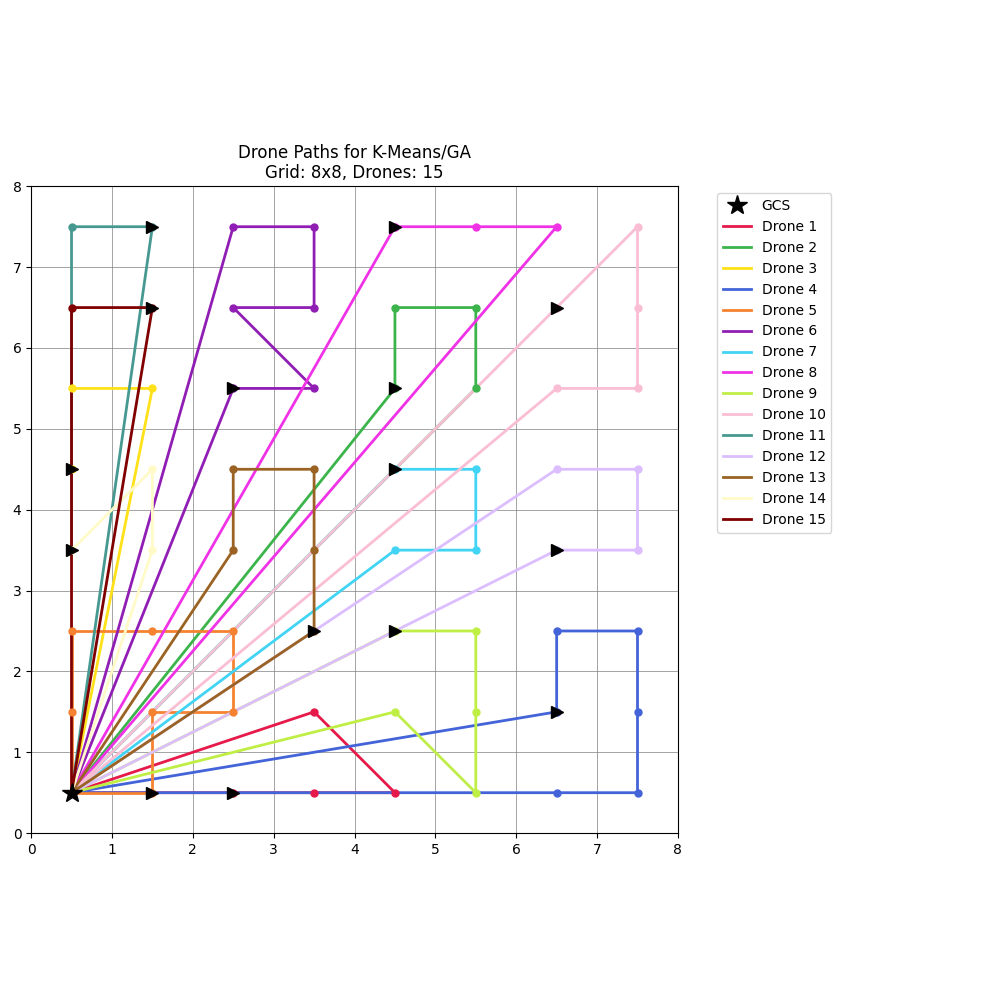 Drone Paths for K-Means/GA
Grid: 8x8, Drones: 15
8
7
6
5
4
3
2
1
0
0 1 2 3 4 5 6 7 8
GCS
Drone 1
Drone 2
Drone 3
Drone 4
Drone 5
Drone 6
Drone 7
Drone 8
Drone 9
Drone 10
Drone 11
Drone 12
Drone 13
Drone 14
Drone 15